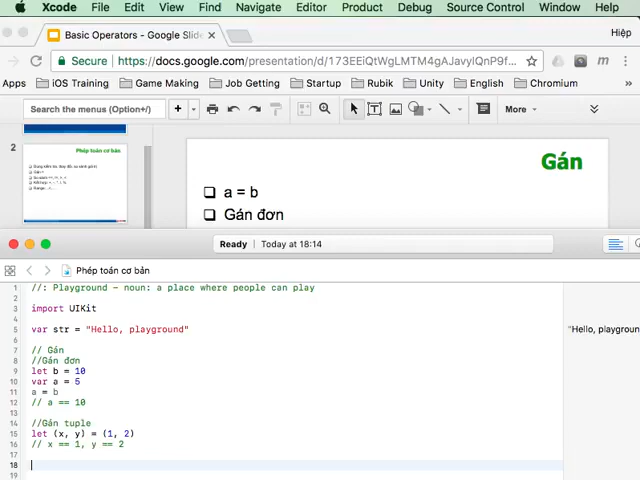 Xcode File Edit View Find Navigate Editor Product Debug Source Control Window Help
Basic Operators - Google Slide
Hiệp
Secure https://docs.google.com/presentation/d/173EEiQtWgLMTM4gAJavyIQnP9f...
Apps iOS Training Game Making Job Getting Startup Rubik Unity English Chromium
Search the menus (Option+/) More
2
Phép toán cơ bản
Gán
a = b
Gán đơn
Ready Today at 18:14
Phép toán cơ bản
1 //: Playground - noun: a place where people can play
2
3 import UIKit
4
5 var str = "Hello, playground" "Hello, playgroun
6
7 // Gán
8 //Gán đơn
9 let b = 10
10 var a = 5
11 a = b
12 // a == 10
13
14 //Gán tuple
15 let (x, y) = (1, 2)
16 // x == 1, y == 2
17
18
19